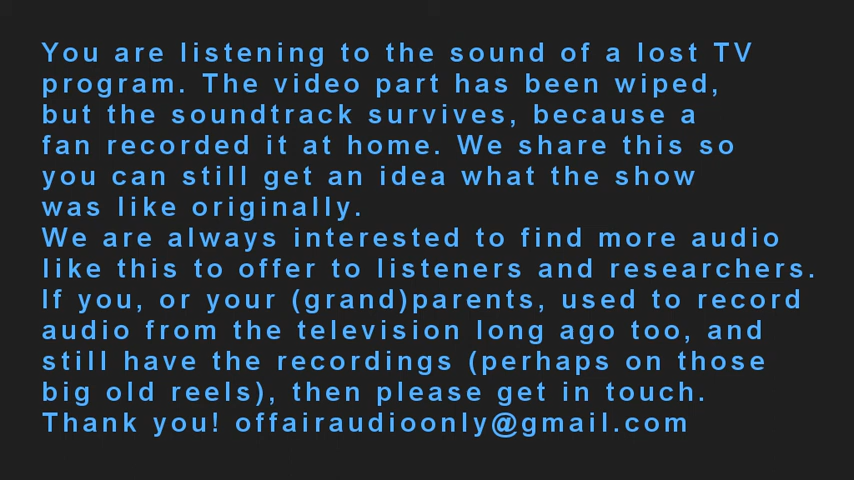 You are listening to the sound of a lost TV
program. The video part has been wiped,
but the soundtrack survives, because a
fan recorded it at home. We share this so
you can still get an idea what the show
was like originally.
We are always interested to find more audio
like this to offer to listeners and researchers.
If you, or your (grand)parents, used to record
audio from the television long ago too, and
still have the recordings (perhaps on those
big old reels), then please get in touch.
Thank you! offairaudioonly@gmail.com